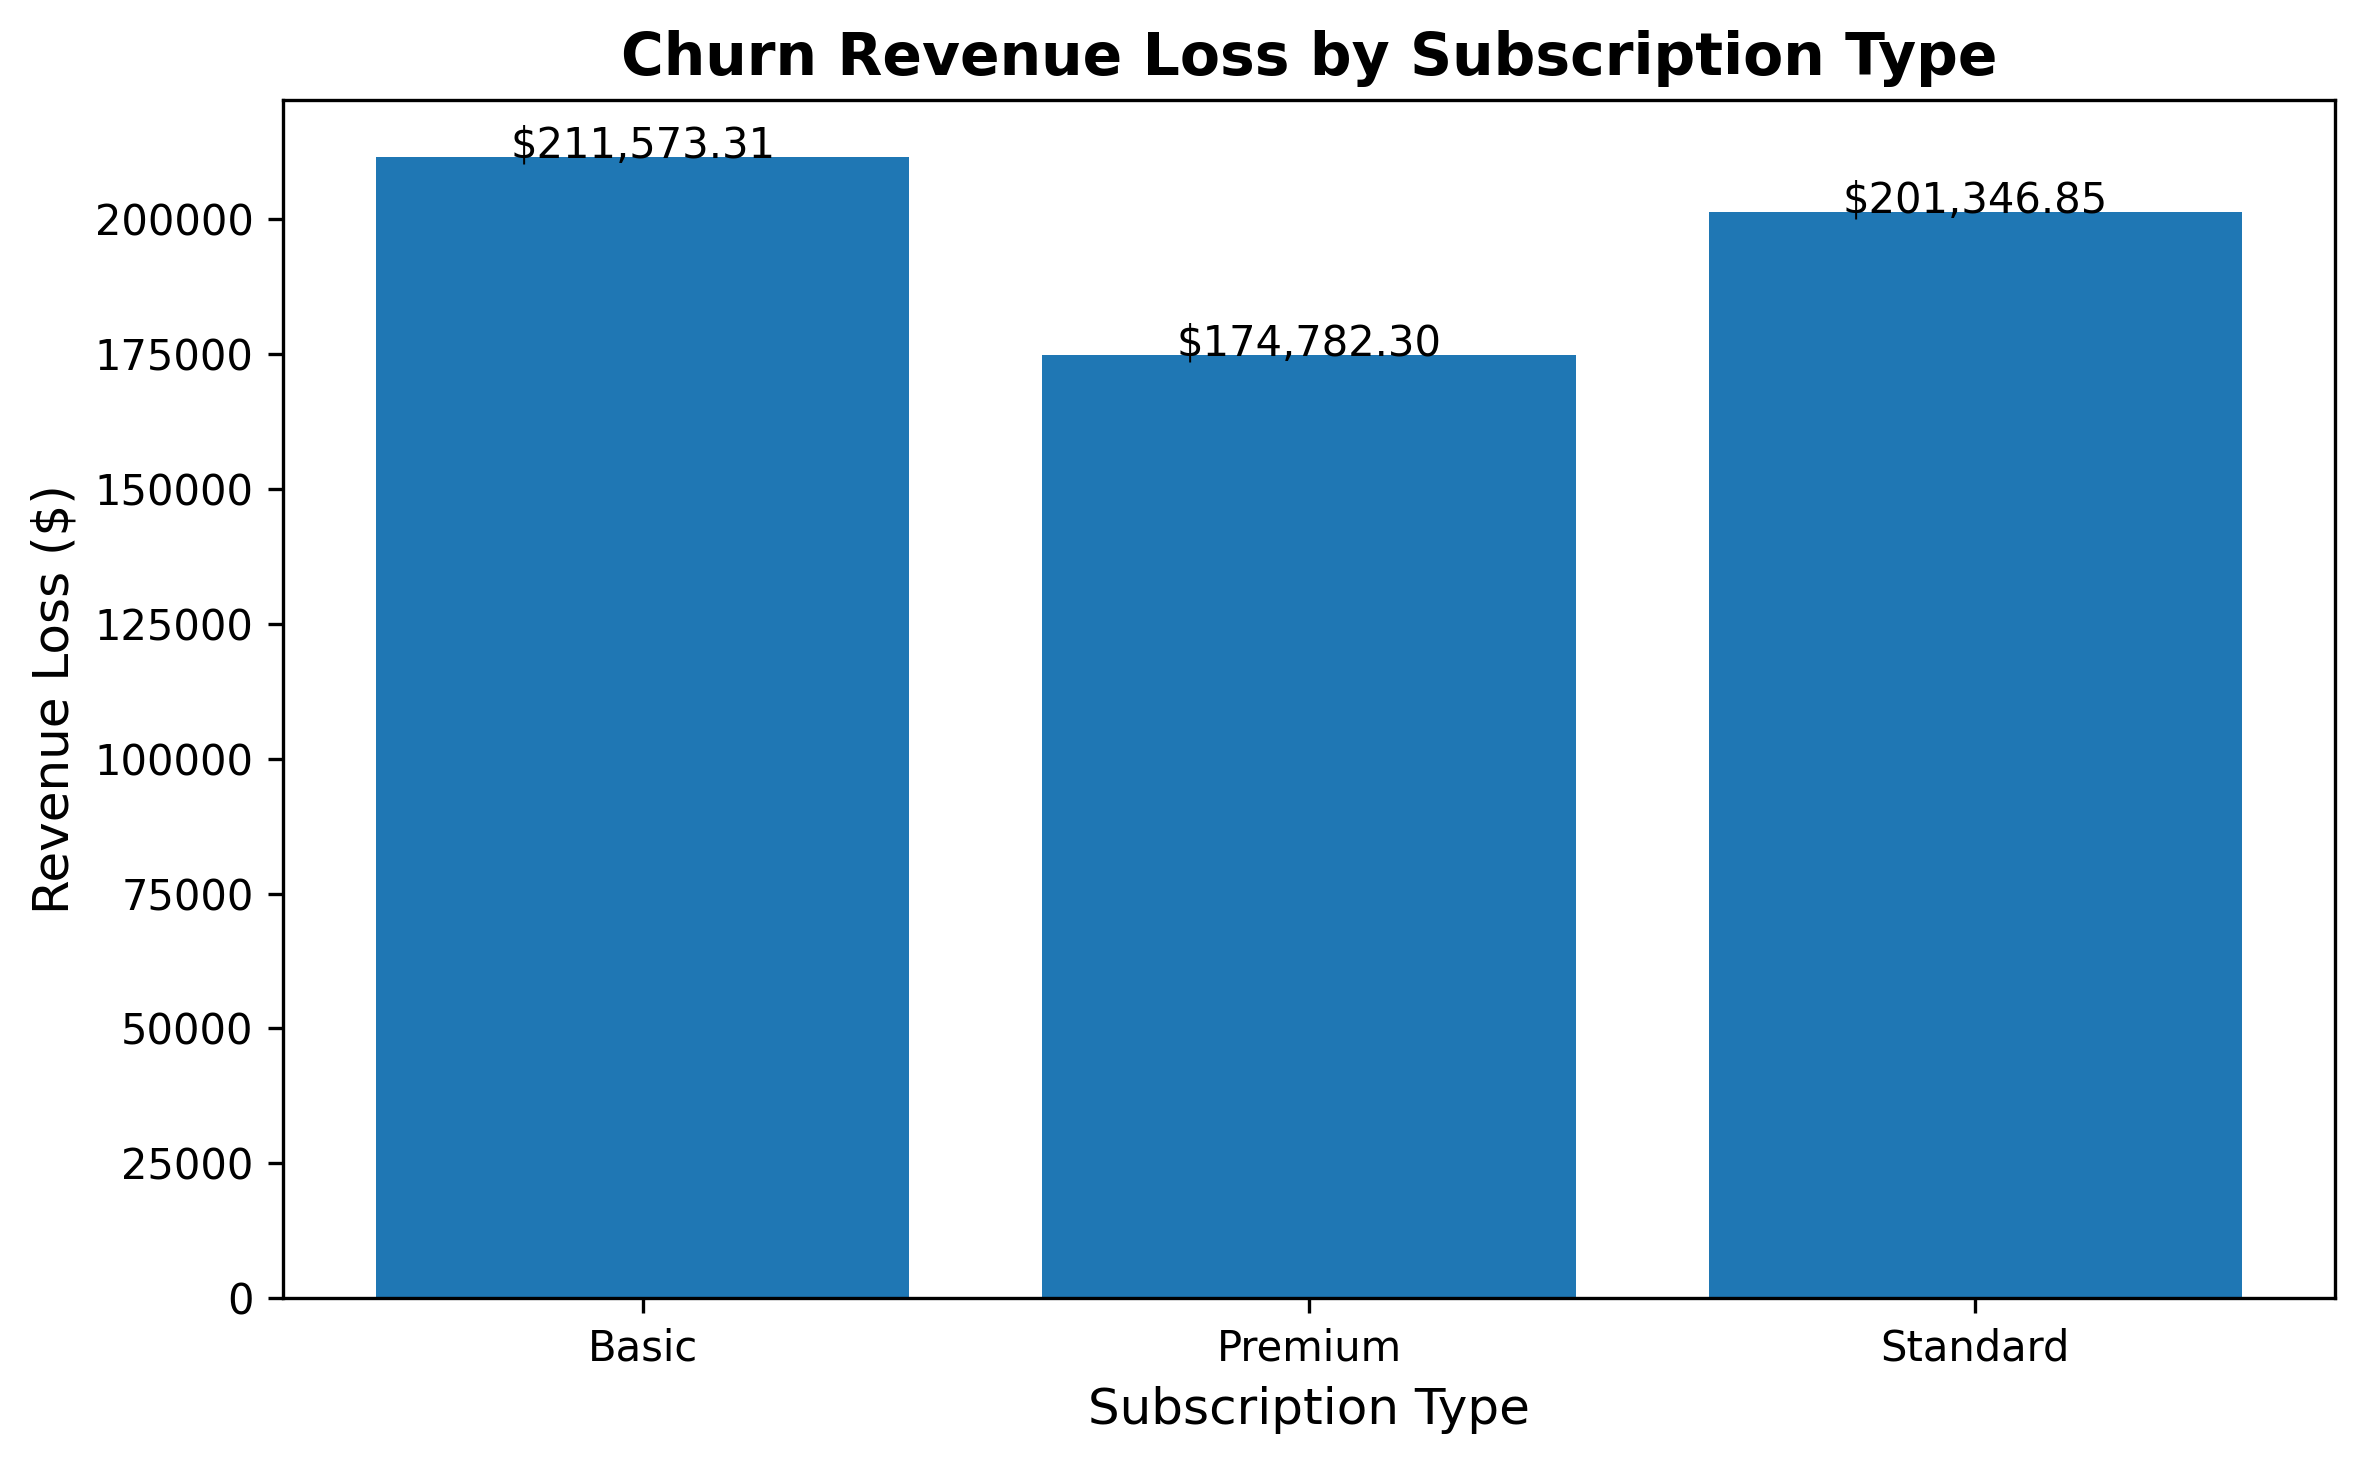 Churn Revenue Loss by Subscription Type
$211,573.31
$201,346.85
$174,782.30
200000
175000
150000
125000
100000
75000
50000
25000
0
Revenue Loss ($)
Basic
Premium
Standard
Subscription Type